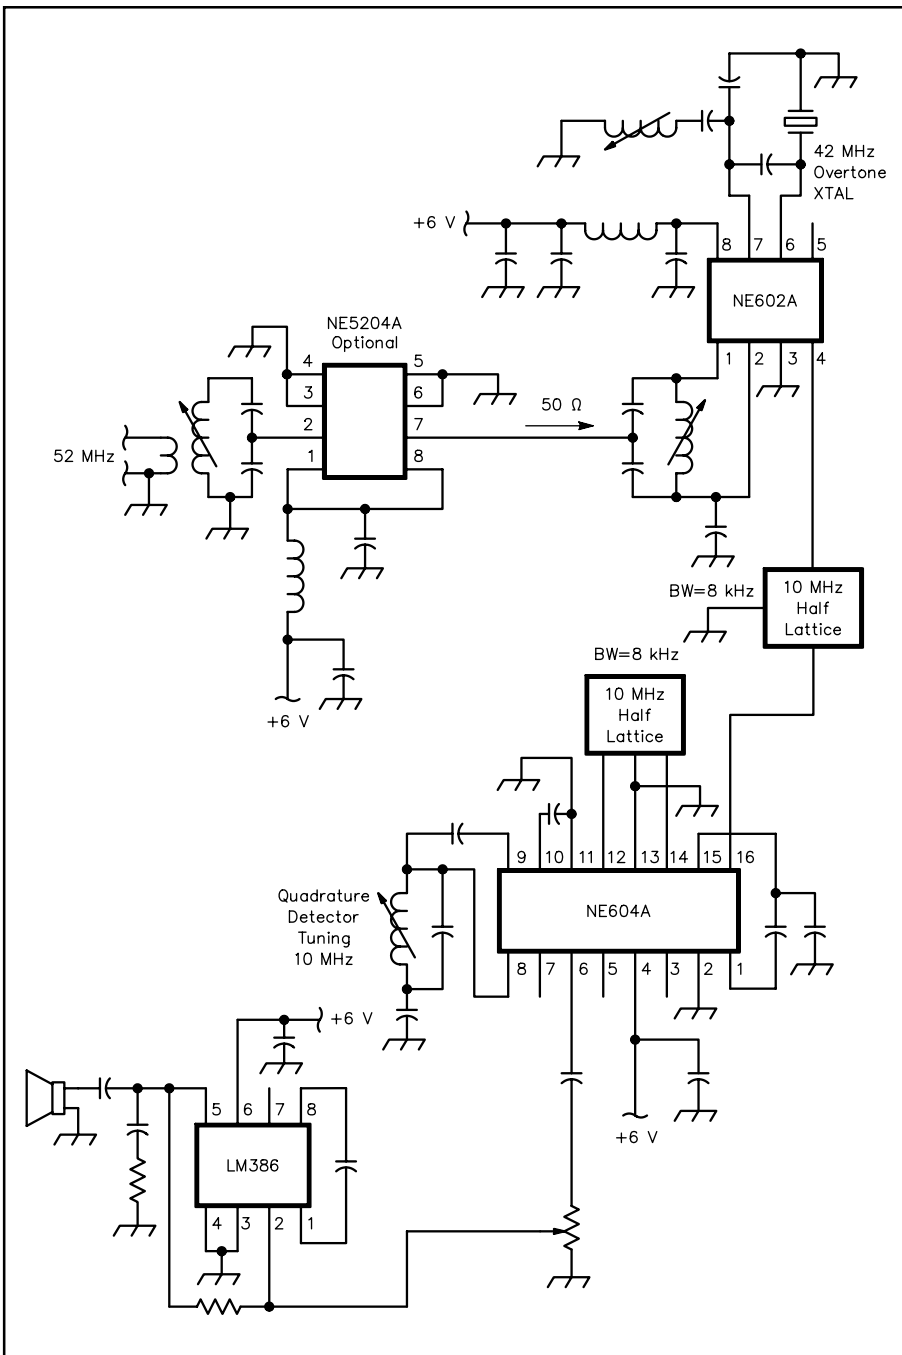 42 MHz
Overtone
XTAL
+6 V
8 7 6 5
NE602A
1 2 3 4
NE5204A
Optional
4 5
3 6
2 7
1 8
50 Ω
52 MHz
+6 V
BW=8 kHz
10 MHz
Half
Lattice
BW=8 kHz
10 MHz
Half
Lattice
9 10 11 12 13 14 15 16
NE604A
8 7 6 5 4 3 2 1
Quadrature
Detector
Tuning
10 MHz
+6 V
+6 V
5 6 7 8
LM386
4 3 2 1